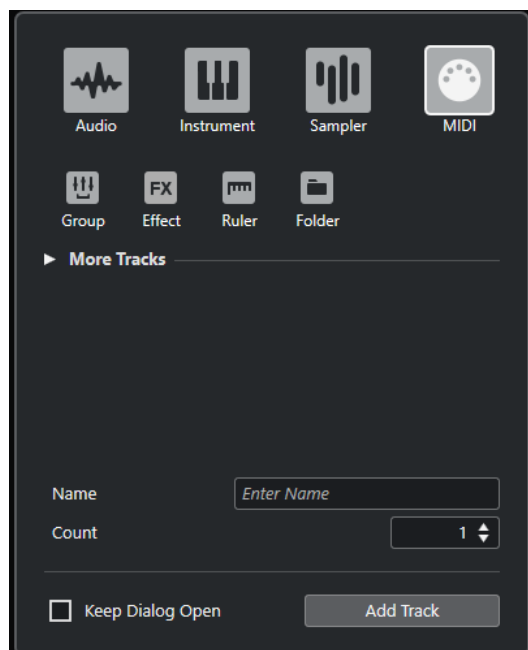 Audio Instrument Sampler MIDI
FX
Group Effect Ruler Folder
More Tracks
Name Enter Name
Count 1
Keep Dialog Open Add Track